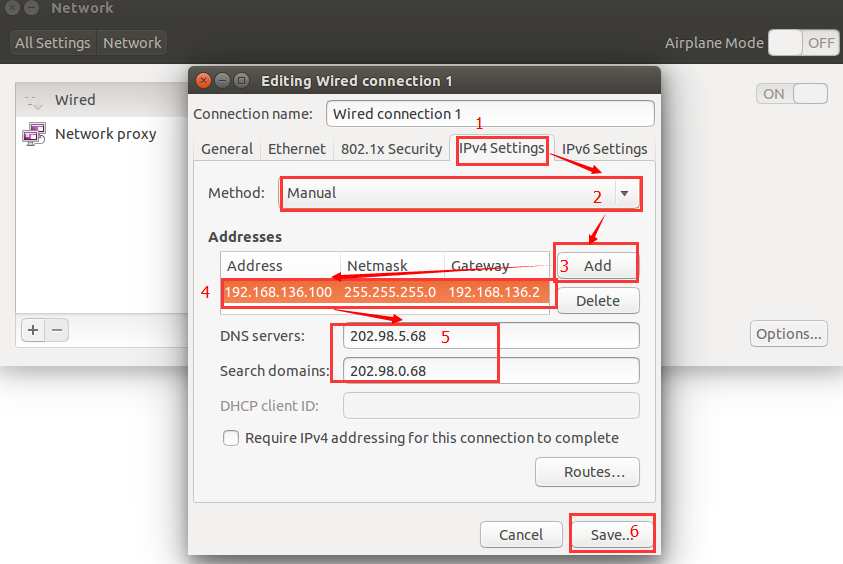 Network
All Settings Network
Airplane Mode OFF
Wired
Network proxy
ON
Options...
Editing Wired connection 1
Connection name: Wired connection 1
1
General Ethernet 802.1x Security IPv4 Settings IPv6 Settings
Method: Manual 2
Addresses
Address Netmask Gateway 3 Add
4 192.168.136.100 255.255.255.0 192.168.136.2
Delete
DNS servers: 202.98.5.68 5
Search domains: 202.98.0.68
DHCP client ID:
Require IPv4 addressing for this connection to complete
Routes...
Cancel Save... 6